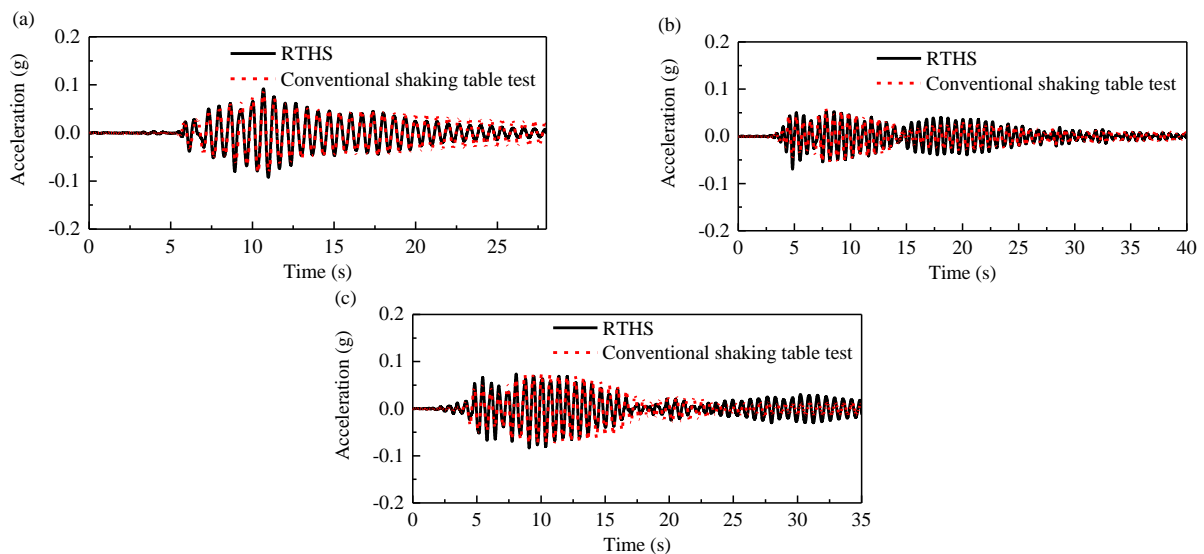 (a)
0.2
0.1
0.0
-0.1
-0.2
Acceleration (g)
RTHS
Conventional shaking table test
0 5 10 15 20 25
Time (s)
(b)
0.2
0.1
0.0
-0.1
-0.2
Acceleration (g)
RTHS
Conventional shaking table test
0 5 10 15 20 25 30 35 40
Time (s)
(c)
0.2
0.1
0.0
-0.1
-0.2
Acceleration (g)
RTHS
Conventional shaking table test
0 5 10 15 20 25 30 35
Time (s)